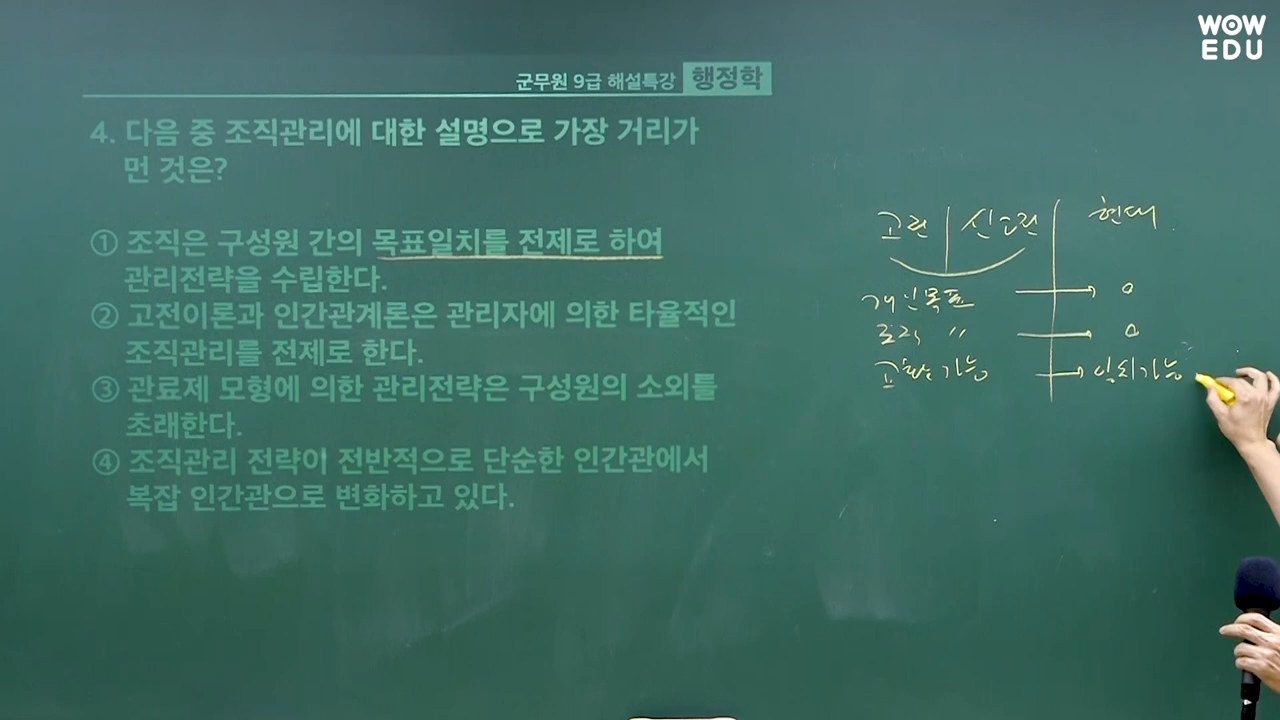 WOW
EDU
군무원 9급 해설특강 행정학
4. 다음 중 조직관리에 대한 설명으로 가장 거리가
먼 것은?
① 조직은 구성원 간의 목표일치를 전제로 하여
관리전략을 수립한다.
② 고전이론과 인간관계론은 관리자에 의한 타율적인
조직관리를 전제로 한다.
③ 관료제 모형에 의한 관리전략은 구성원의 소외를
초래한다.
④ 조직관리 전략이 전반적으로 단순한 인간관에서
복잡 인간관으로 변화하고 있다.
고전 신고전 현대
개인목표 → 0
조직 〃 → 0
교환 가능 → 일치가능